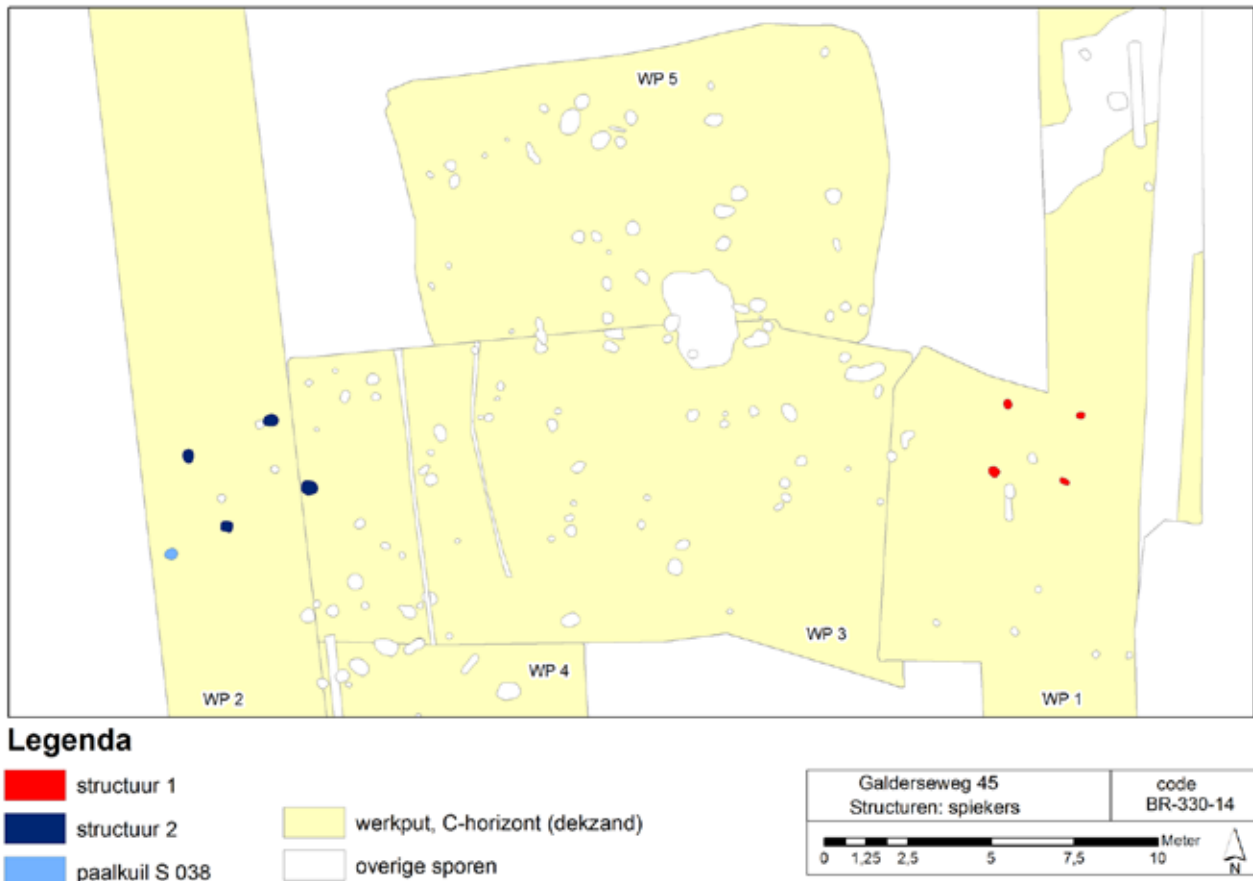 WP 5
WP 3
WP 4
WP 2
WP 1
Legenda
structuur 1
structuur 2
paalkuil S 038
werkput, C-horizont (dekzand)
overige sporen
Galderseweg 45
Structuren: spiekers
code
BR-330-14
Meter
0 1,25 2,5 5 7,5 10
N